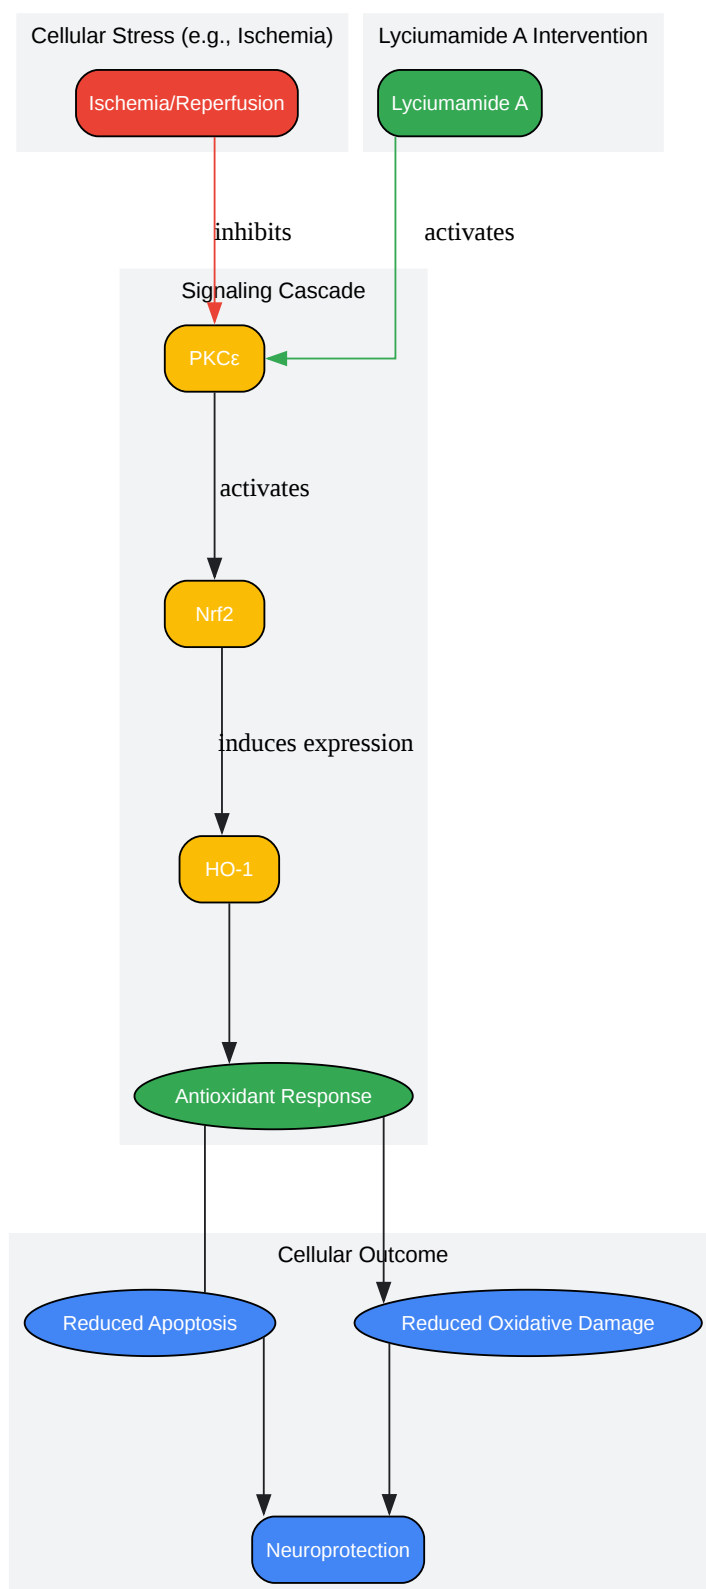 Cellular Stress (e.g., Ischemia)
Lyciumamide A Intervention
Ischemia/Reperfusion
Lyciumamide A
inhibits
activates
Signaling Cascade
PKCε
activates
Nrf2
induces expression
HO-1
Antioxidant Response
Cellular Outcome
Reduced Apoptosis
Reduced Oxidative Damage
Neuroprotection